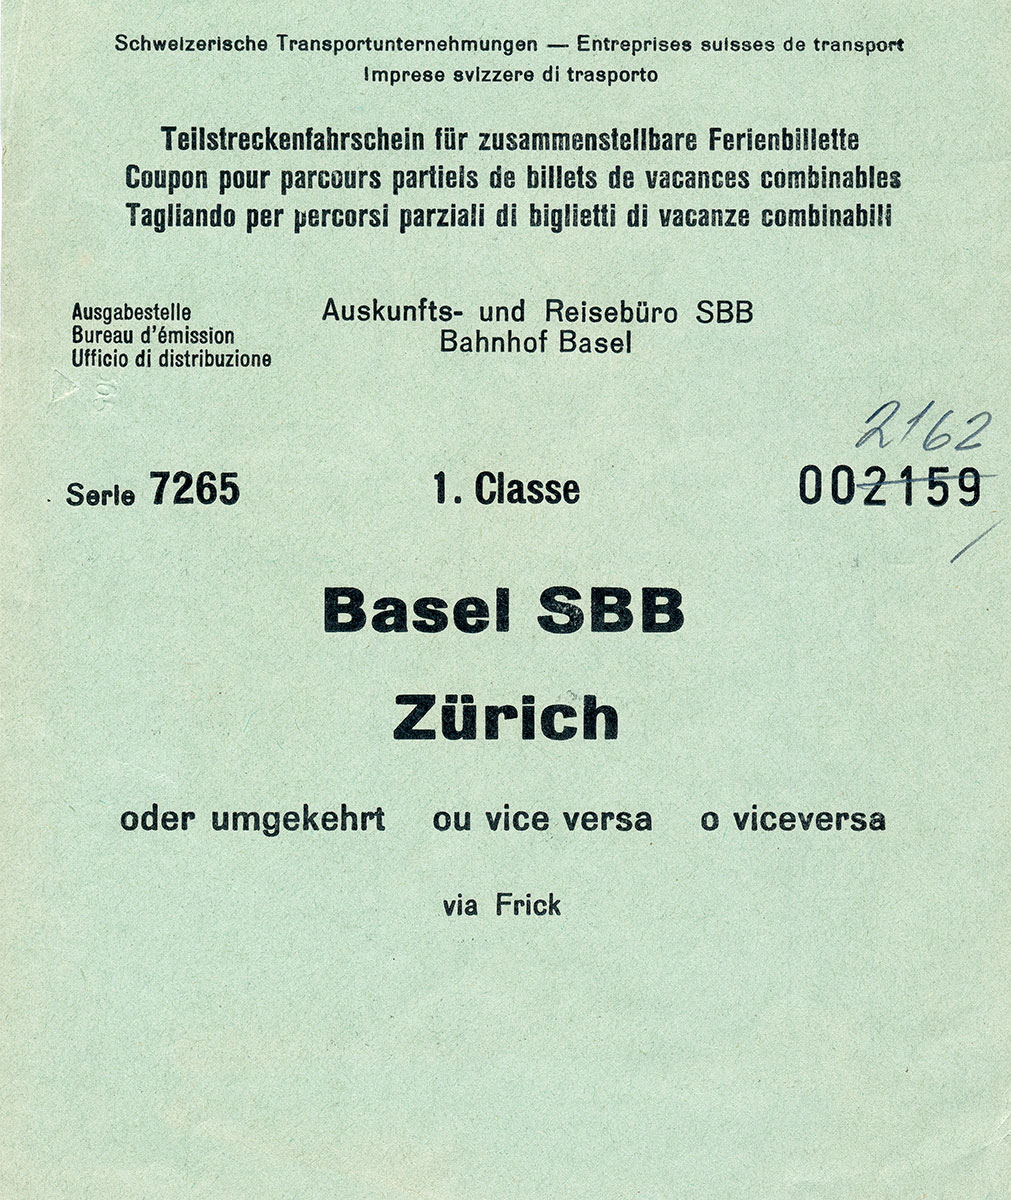 Schweizerische Transportunternehmungen — Entreprises suisses de transport
Imprese svizzere di trasporto
Teilstreckenfahrschein für zusammenstellbare Ferienbillette
Coupon pour parcours partiels de billets de vacances combinables
Tagliando per percorsi parziali di biglietti di vacanze combinabili
Ausgabestelle
Bureau d'émission
Ufficio di distribuzione
Auskunfts- und Reisebüro SBB
Bahnhof Basel
2162
Serie 7265 1. Classe 002159
Basel SBB
Zürich
oder umgekehrt ou vice versa o viceversa
via Frick